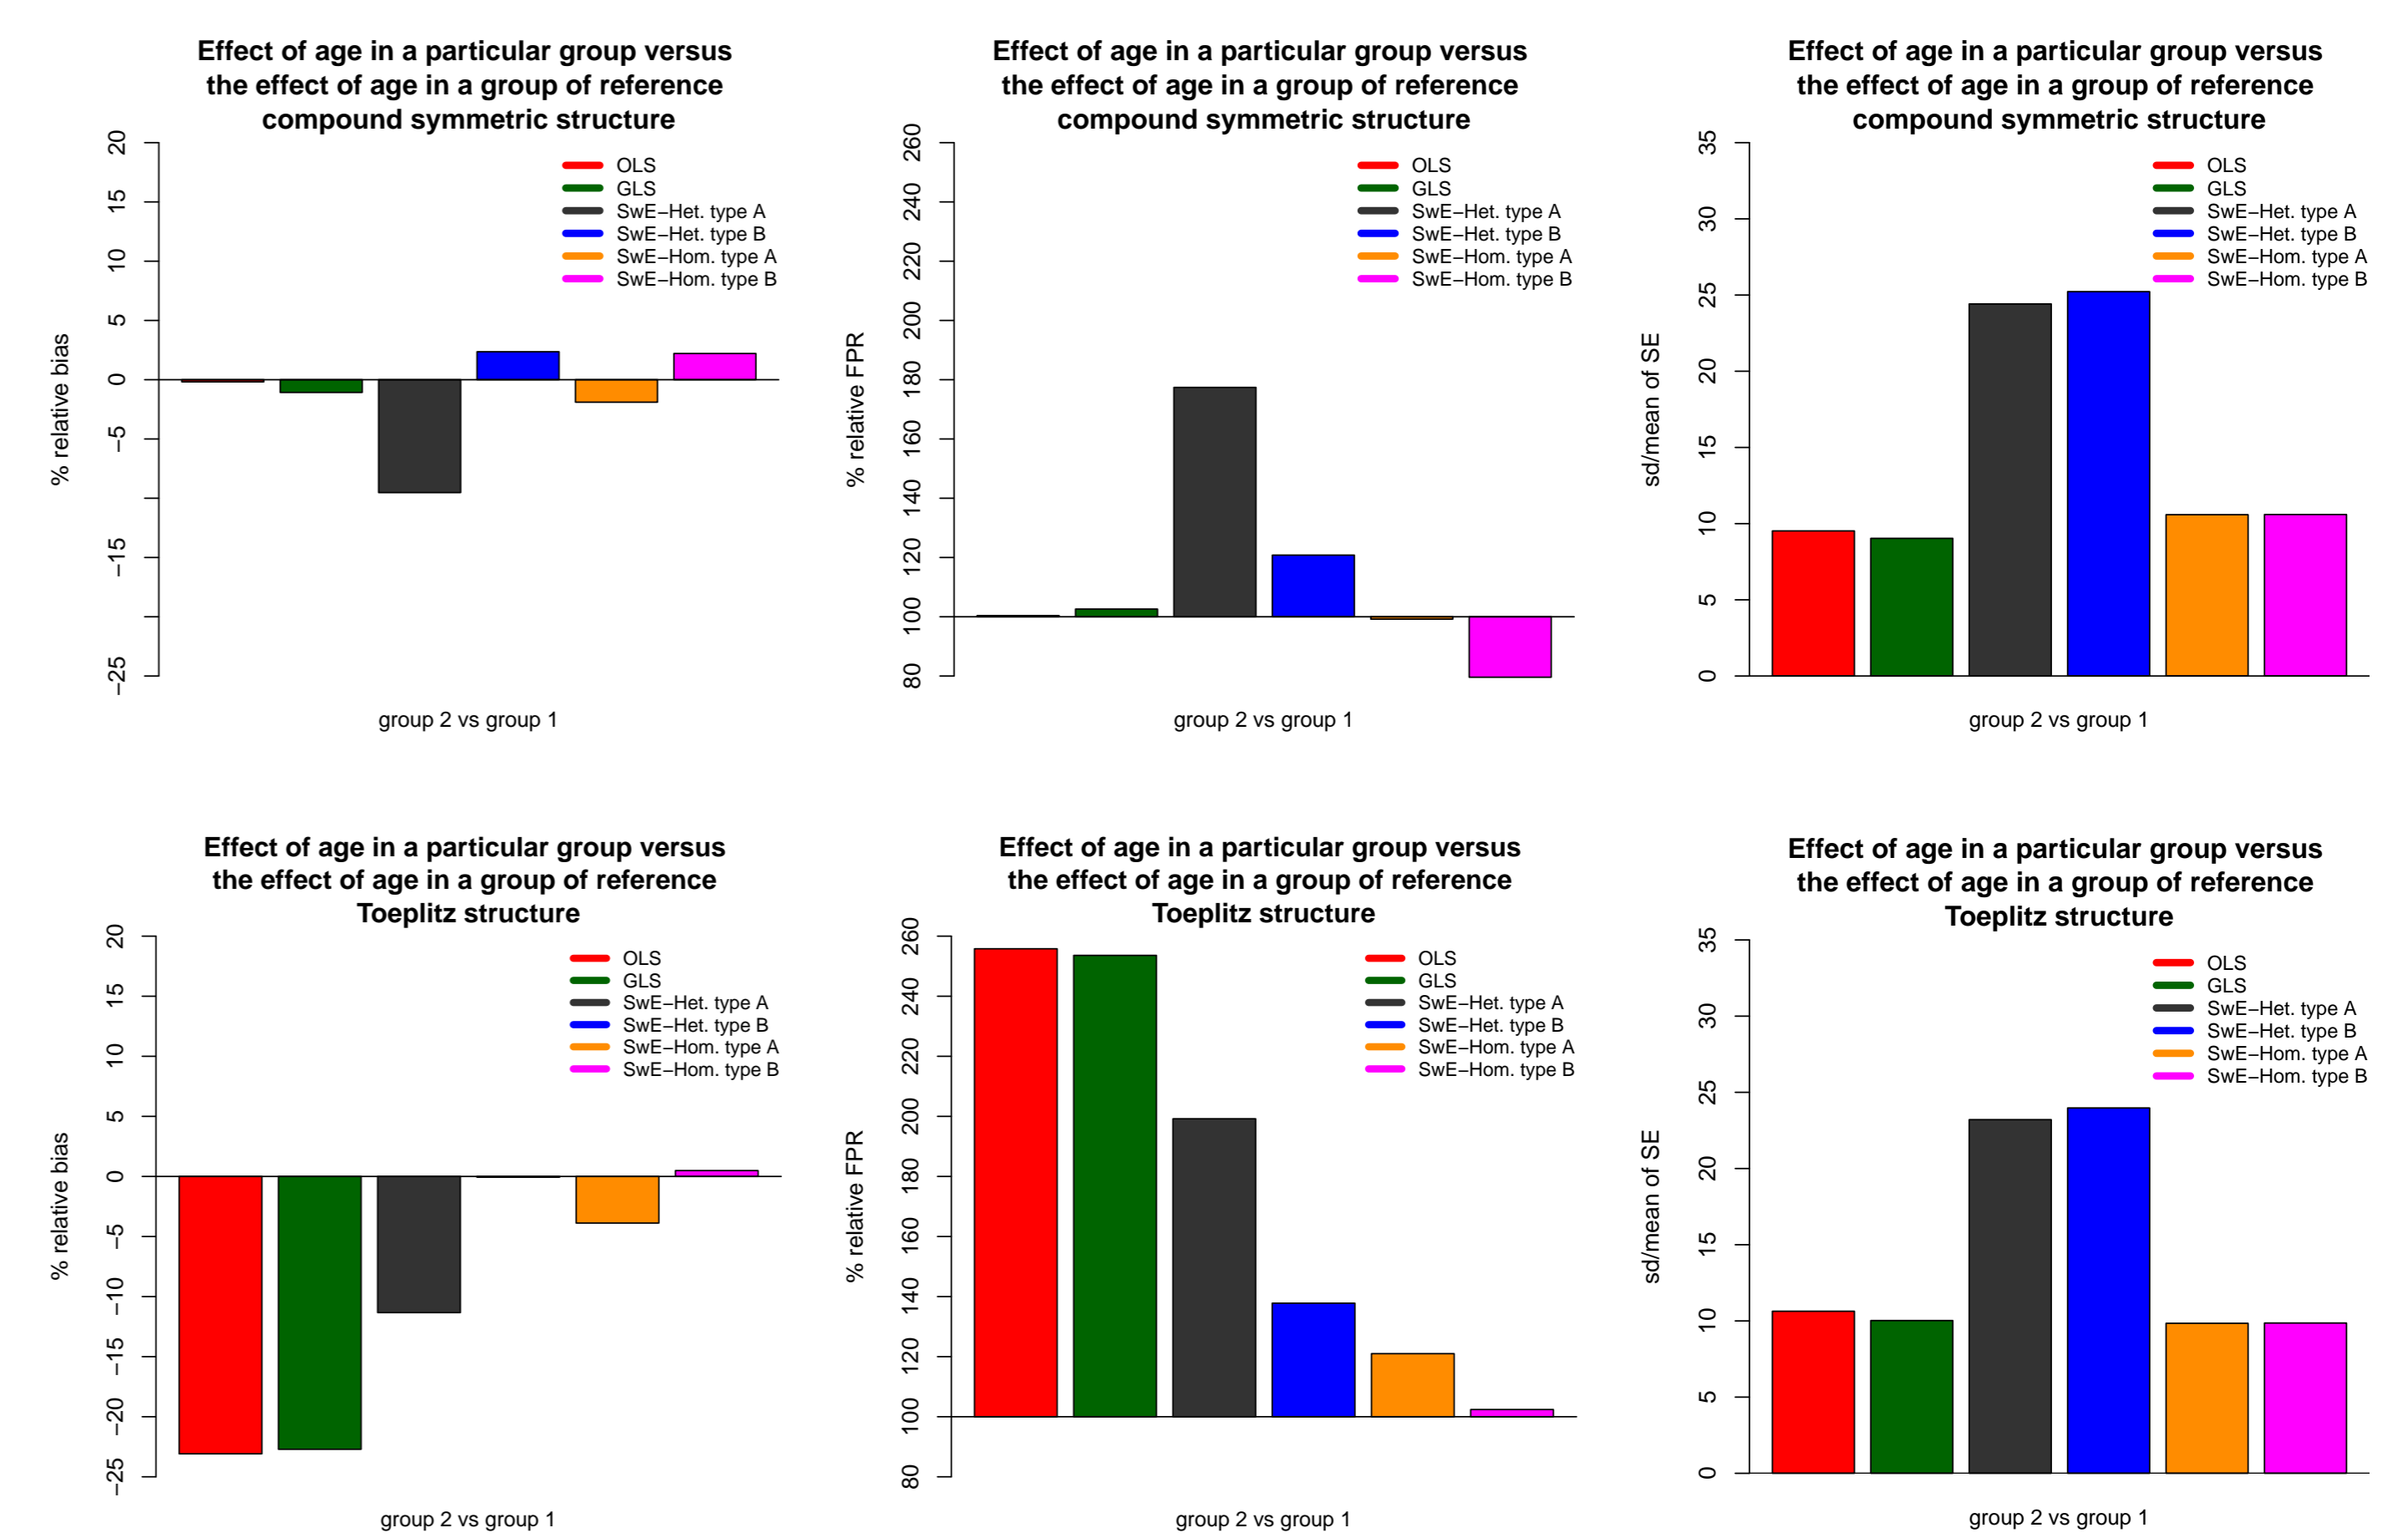 Effect of age in a particular group versus
the effect of age in a group of reference
compound symmetric structure
20
15
10
5
0
−5
−15
−25
% relative bias
OLS
GLS
SwE−Het. type A
SwE−Het. type B
SwE−Hom. type A
SwE−Hom. type B
group 2 vs group 1
Effect of age in a particular group versus
the effect of age in a group of reference
compound symmetric structure
260
240
220
200
180
160
140
120
100
80
% relative FPR
OLS
GLS
SwE−Het. type A
SwE−Het. type B
SwE−Hom. type A
SwE−Hom. type B
group 2 vs group 1
Effect of age in a particular group versus
the effect of age in a group of reference
compound symmetric structure
35
30
25
20
15
10
5
0
sd/mean of SE
OLS
GLS
SwE−Het. type A
SwE−Het. type B
SwE−Hom. type A
SwE−Hom. type B
group 2 vs group 1
Effect of age in a particular group versus
the effect of age in a group of reference
Toeplitz structure
20
15
10
5
0
−5
−10
−15
−20
−25
% relative bias
OLS
GLS
SwE−Het. type A
SwE−Het. type B
SwE−Hom. type A
SwE−Hom. type B
group 2 vs group 1
Effect of age in a particular group versus
the effect of age in a group of reference
Toeplitz structure
260
240
220
200
180
160
140
120
100
80
% relative FPR
OLS
GLS
SwE−Het. type A
SwE−Het. type B
SwE−Hom. type A
SwE−Hom. type B
group 2 vs group 1
Effect of age in a particular group versus
the effect of age in a group of reference
Toeplitz structure
35
30
25
20
15
10
5
0
sd/mean of SE
OLS
GLS
SwE−Het. type A
SwE−Het. type B
SwE−Hom. type A
SwE−Hom. type B
group 2 vs group 1